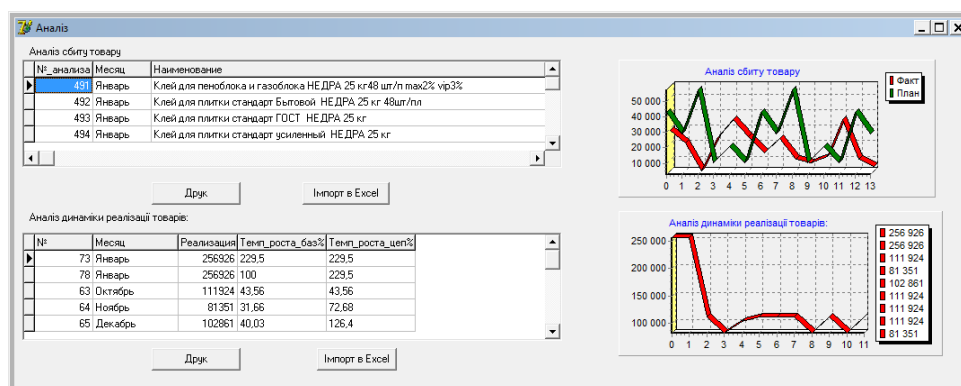 Аналіз
Аналіз сбиту товару
№_анализа Месяц Наименование
491 Январь Клей для пеноблока и газоблока НЕДРА 25 кг48 шт/п max2% vip3%
492 Январь Клей для плитки стандарт Бытовой НЕДРА 25 кг 48шт/пл
493 Январь Клей для плитки стандарт ГОСТ НЕДРА 25 кг
494 Январь Клей для плитки стандарт усиленный НЕДРА 25 кг
Друк Імпорт в Excel
Аналіз динаміки реалізації товарів:
№ Месяц Реализация Темп_роста_баз% Темп_роста_цеп%
73 Январь 256926 229,5 229,5
78 Январь 256926 100 229,5
63 Октябрь 111924 43,56 43,56
64 Ноябрь 81351 31,66 72,68
65 Декабрь 102861 40,03 126,4
Друк Імпорт в Excel
Аналіз сбиту товару
Факт
План
50 000
40 000
30 000
20 000
10 000
0 1 2 3 4 5 6 7 8 9 10 11 12 13
Аналіз динаміки реалізації товарів:
250 000
200 000
150 000
100 000
0 1 2 3 4 5 6 7 8 9 10 11
256 926
256 926
111 924
81 351
102 861
111 924
111 924
111 924
81 351